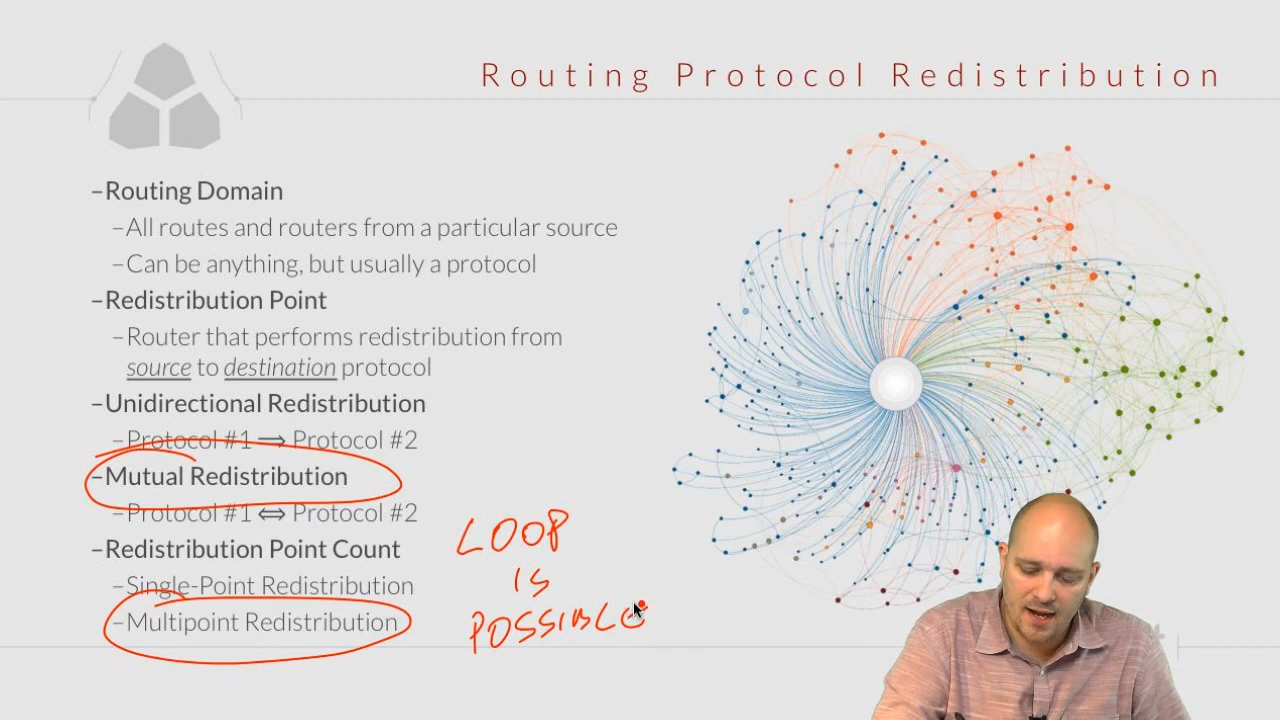 Routing Protocol Redistribution
–Routing Domain
–All routes and routers from a particular source
–Can be anything, but usually a protocol
–Redistribution Point
–Router that performs redistribution from
source to destination protocol
–Unidirectional Redistribution
–Protocol #1 ⟹ Protocol #2
–Mutual Redistribution
–Protocol #1 ⟺ Protocol #2
–Redistribution Point Count
–Single-Point Redistribution
–Multipoint Redistribution
LOOP
IS
POSSIBLE